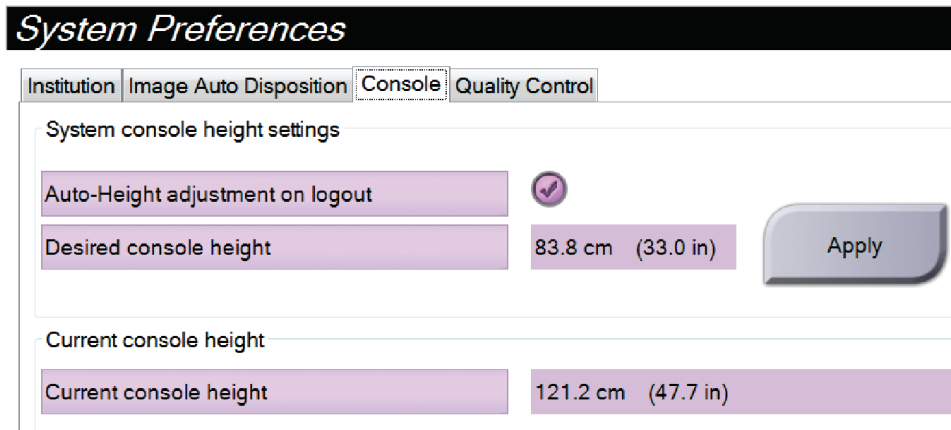 System Preferences
Institution Image Auto Disposition Console Quality Control
System console height settings
Auto-Height adjustment on logout
Desired console height 83.8 cm (33.0 in) Apply
Current console height
Current console height 121.2 cm (47.7 in)